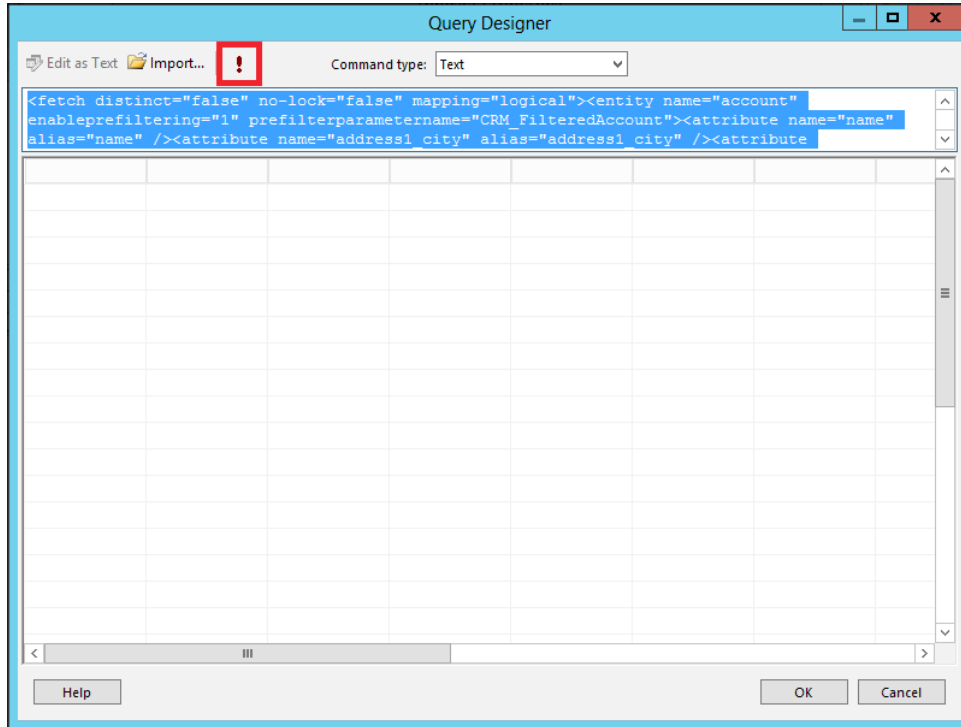 Query Designer
Edit as Text Import... ! Command type: Text
<fetch distinct="false" no-lock="false" mapping="logical"><entity name="account"
enableprefiltering="1" prefilterparametername="CRM_FilteredAccount"><attribute name="name"
alias="name" /><attribute name="address1_city" alias="address1_city" /><attribute
Help OK Cancel